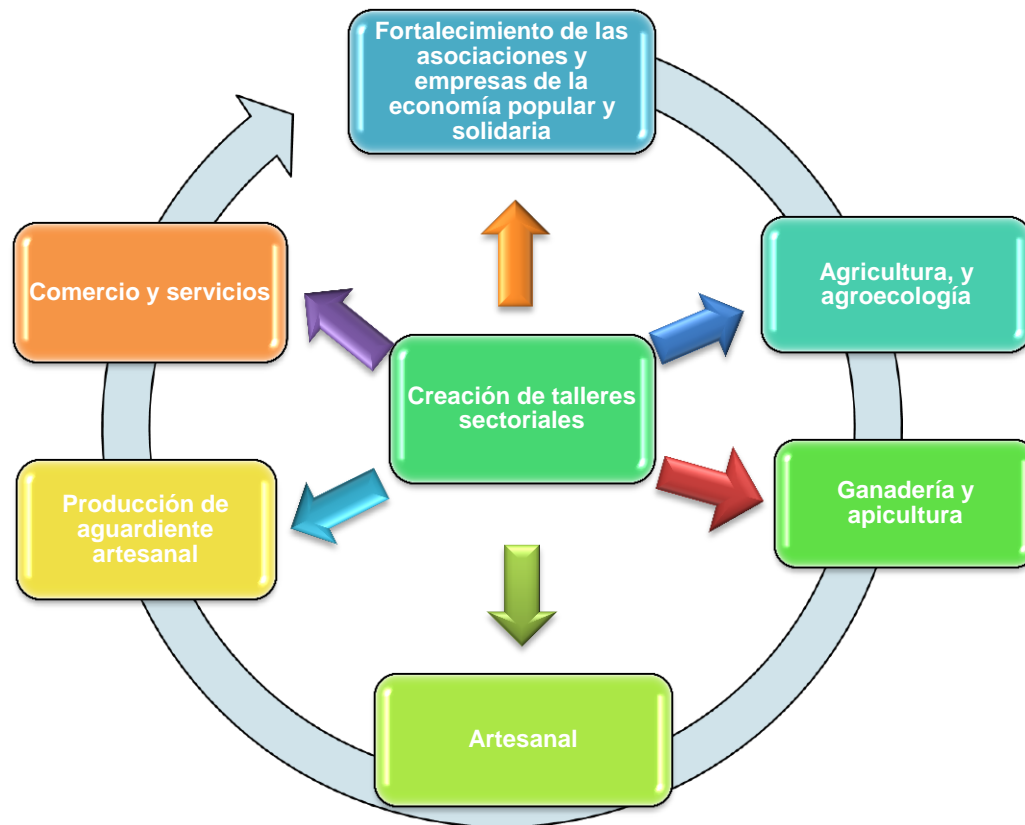 Fortalecimiento de las
asociaciones y
empresas de la
economía popular y
solidaria
Comercio y servicios
Agricultura, y
agroecología
Creación de talleres
sectoriales
Producción de
aguardiente
artesanal
Ganadería y
apicultura
Artesanal